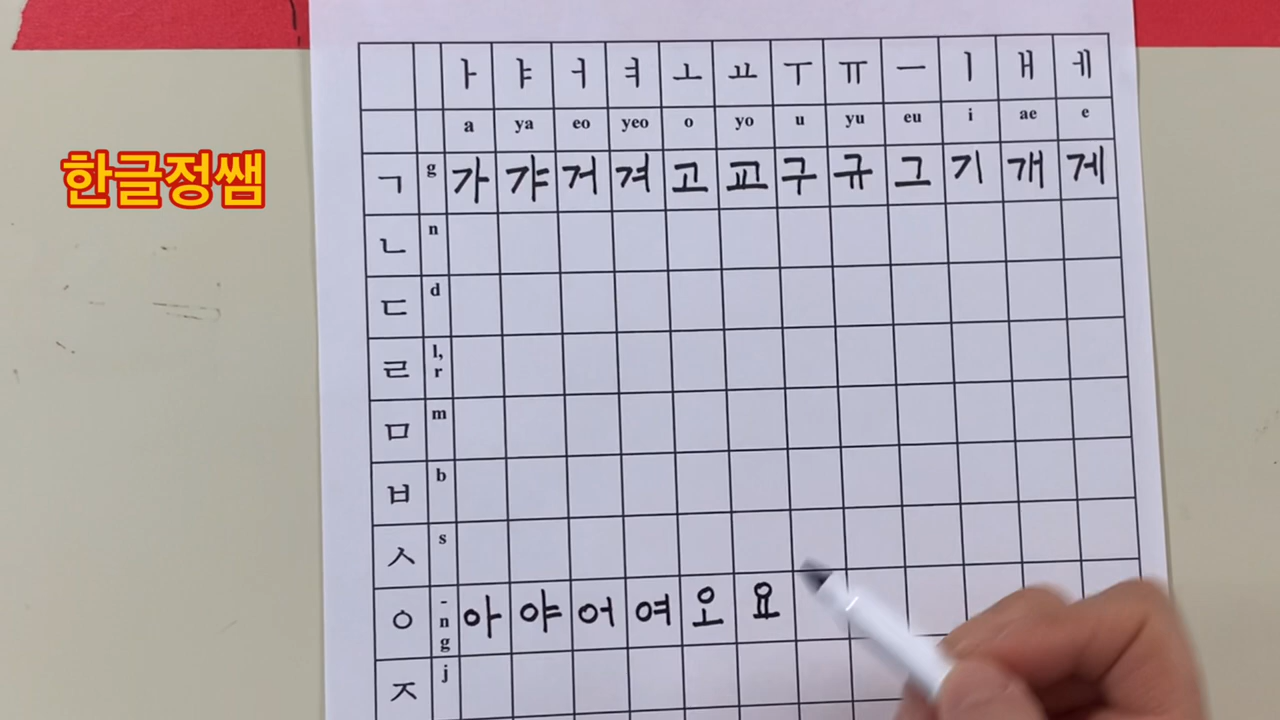 한글정쌤
ㅏ ㅑ ㅓ ㅕ ㅗ ㅛ ㅜ ㅠ ㅡ ㅣ ㅐ ㅔ
a ya eo yeo o yo u yu eu i ae e
ㄱ g 가 갸 거 겨 고 교 구 규 그 기 개 게
ㄴ n
ㄷ d
ㄹ l, r
ㅁ m
ㅂ b
ㅅ s
ㅇ - n g 아 야 어 여 오 요
ㅈ j